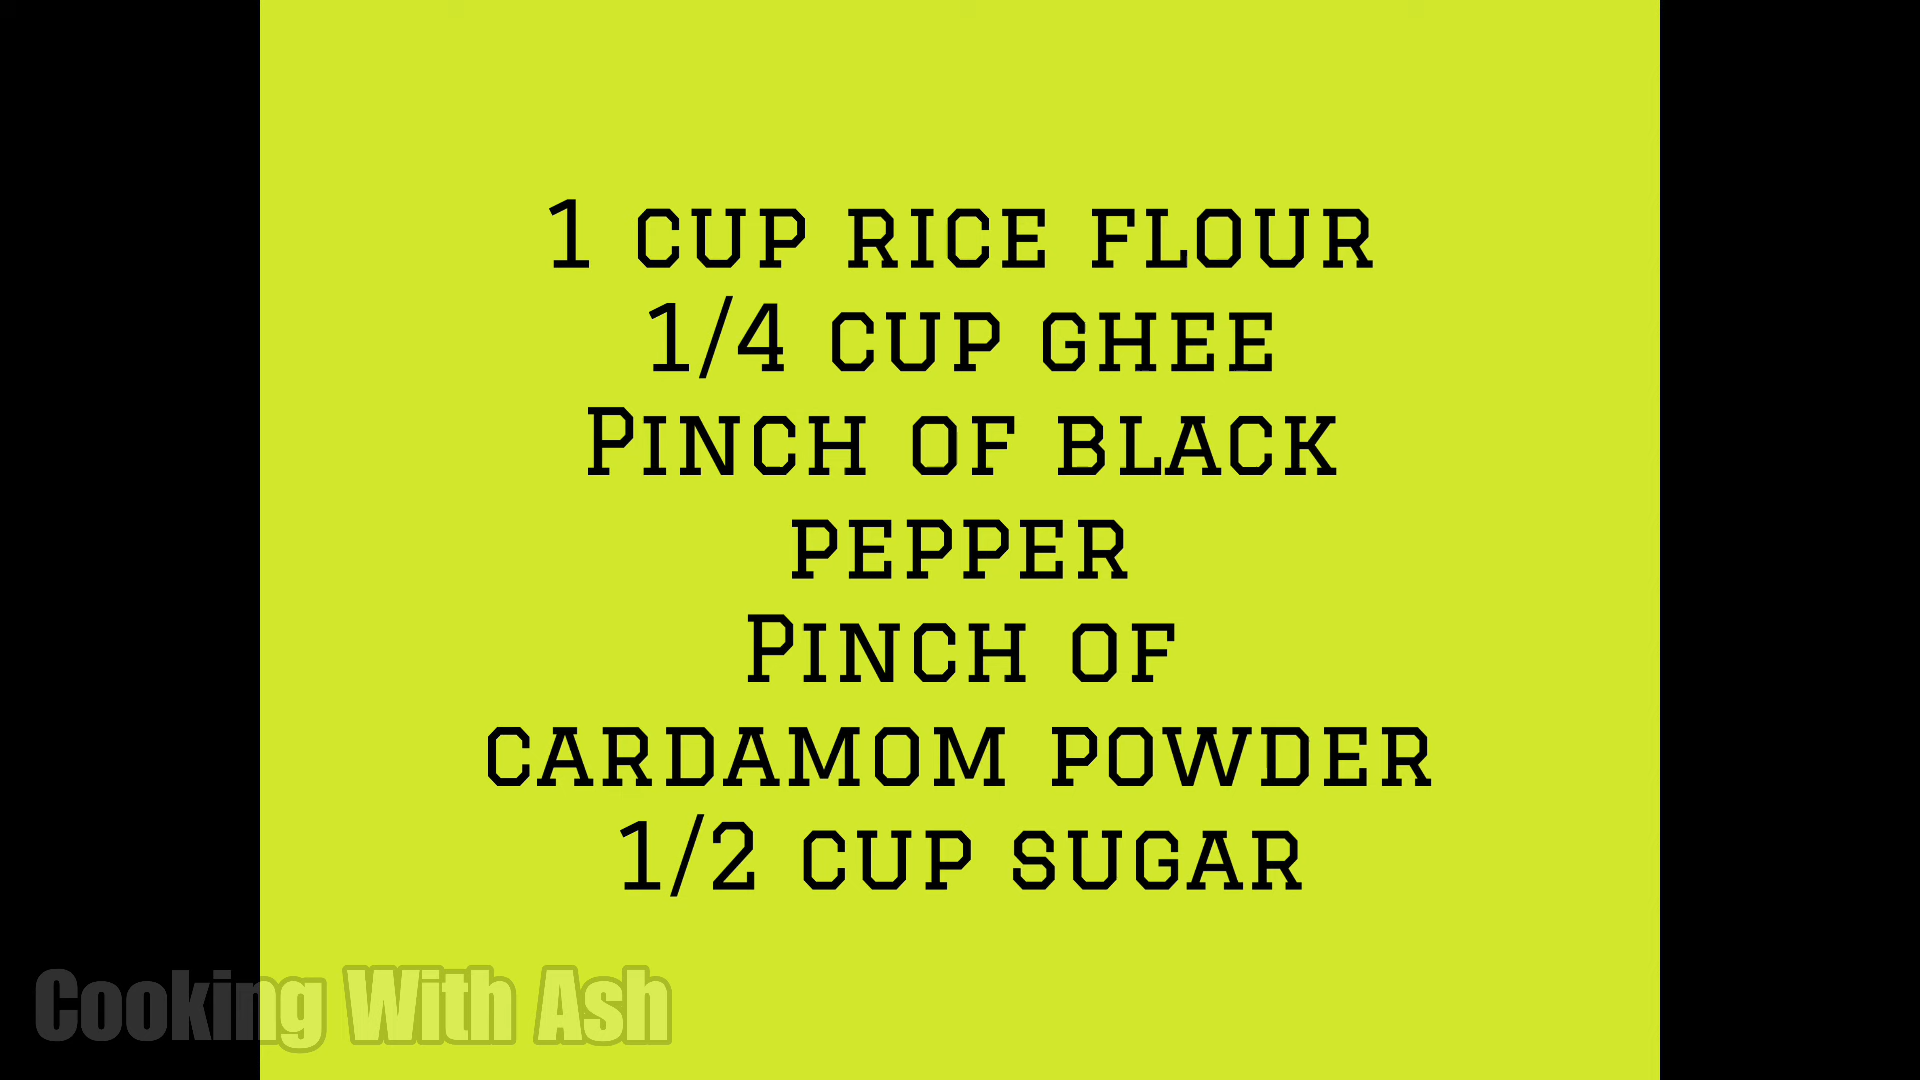 1 cup rice flour
1/4 cup ghee
Pinch of black
pepper
Pinch of
cardamom powder
1/2 cup sugar
Cooking With Ash